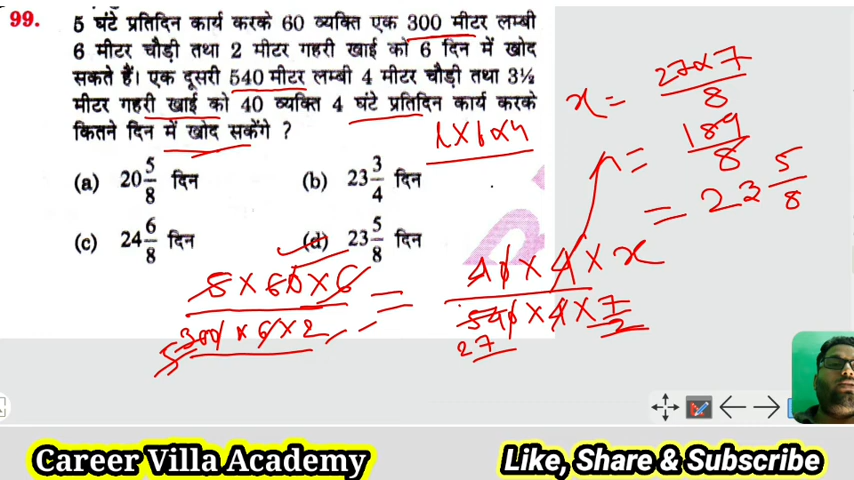 99. 5 घंटे प्रतिदिन कार्य करके 60 व्यक्ति एक 300 मीटर लम्बी
6 मीटर चौड़ी तथा 2 मीटर गहरी खाई को 6 दिन में खोद
सकते हैं। एक दूसरी 540 मीटर लम्बी 4 मीटर चौड़ी तथा 3½
मीटर गहरी खाई को 40 व्यक्ति 4 घंटे प्रतिदिन कार्य करके
कितने दिन में खोद सकेंगे ?
l×b×h
(a) 20 5/8 दिन (b) 23 3/4 दिन
(c) 24 6/8 दिन (d) 23 5/8 दिन
x = 27×7/8
= 189/8
= 23 5/8
5×60×6/300×6×2 = 40×4×x/540×4×7/2
5
27
Career Villa Academy
Like, Share & Subscribe